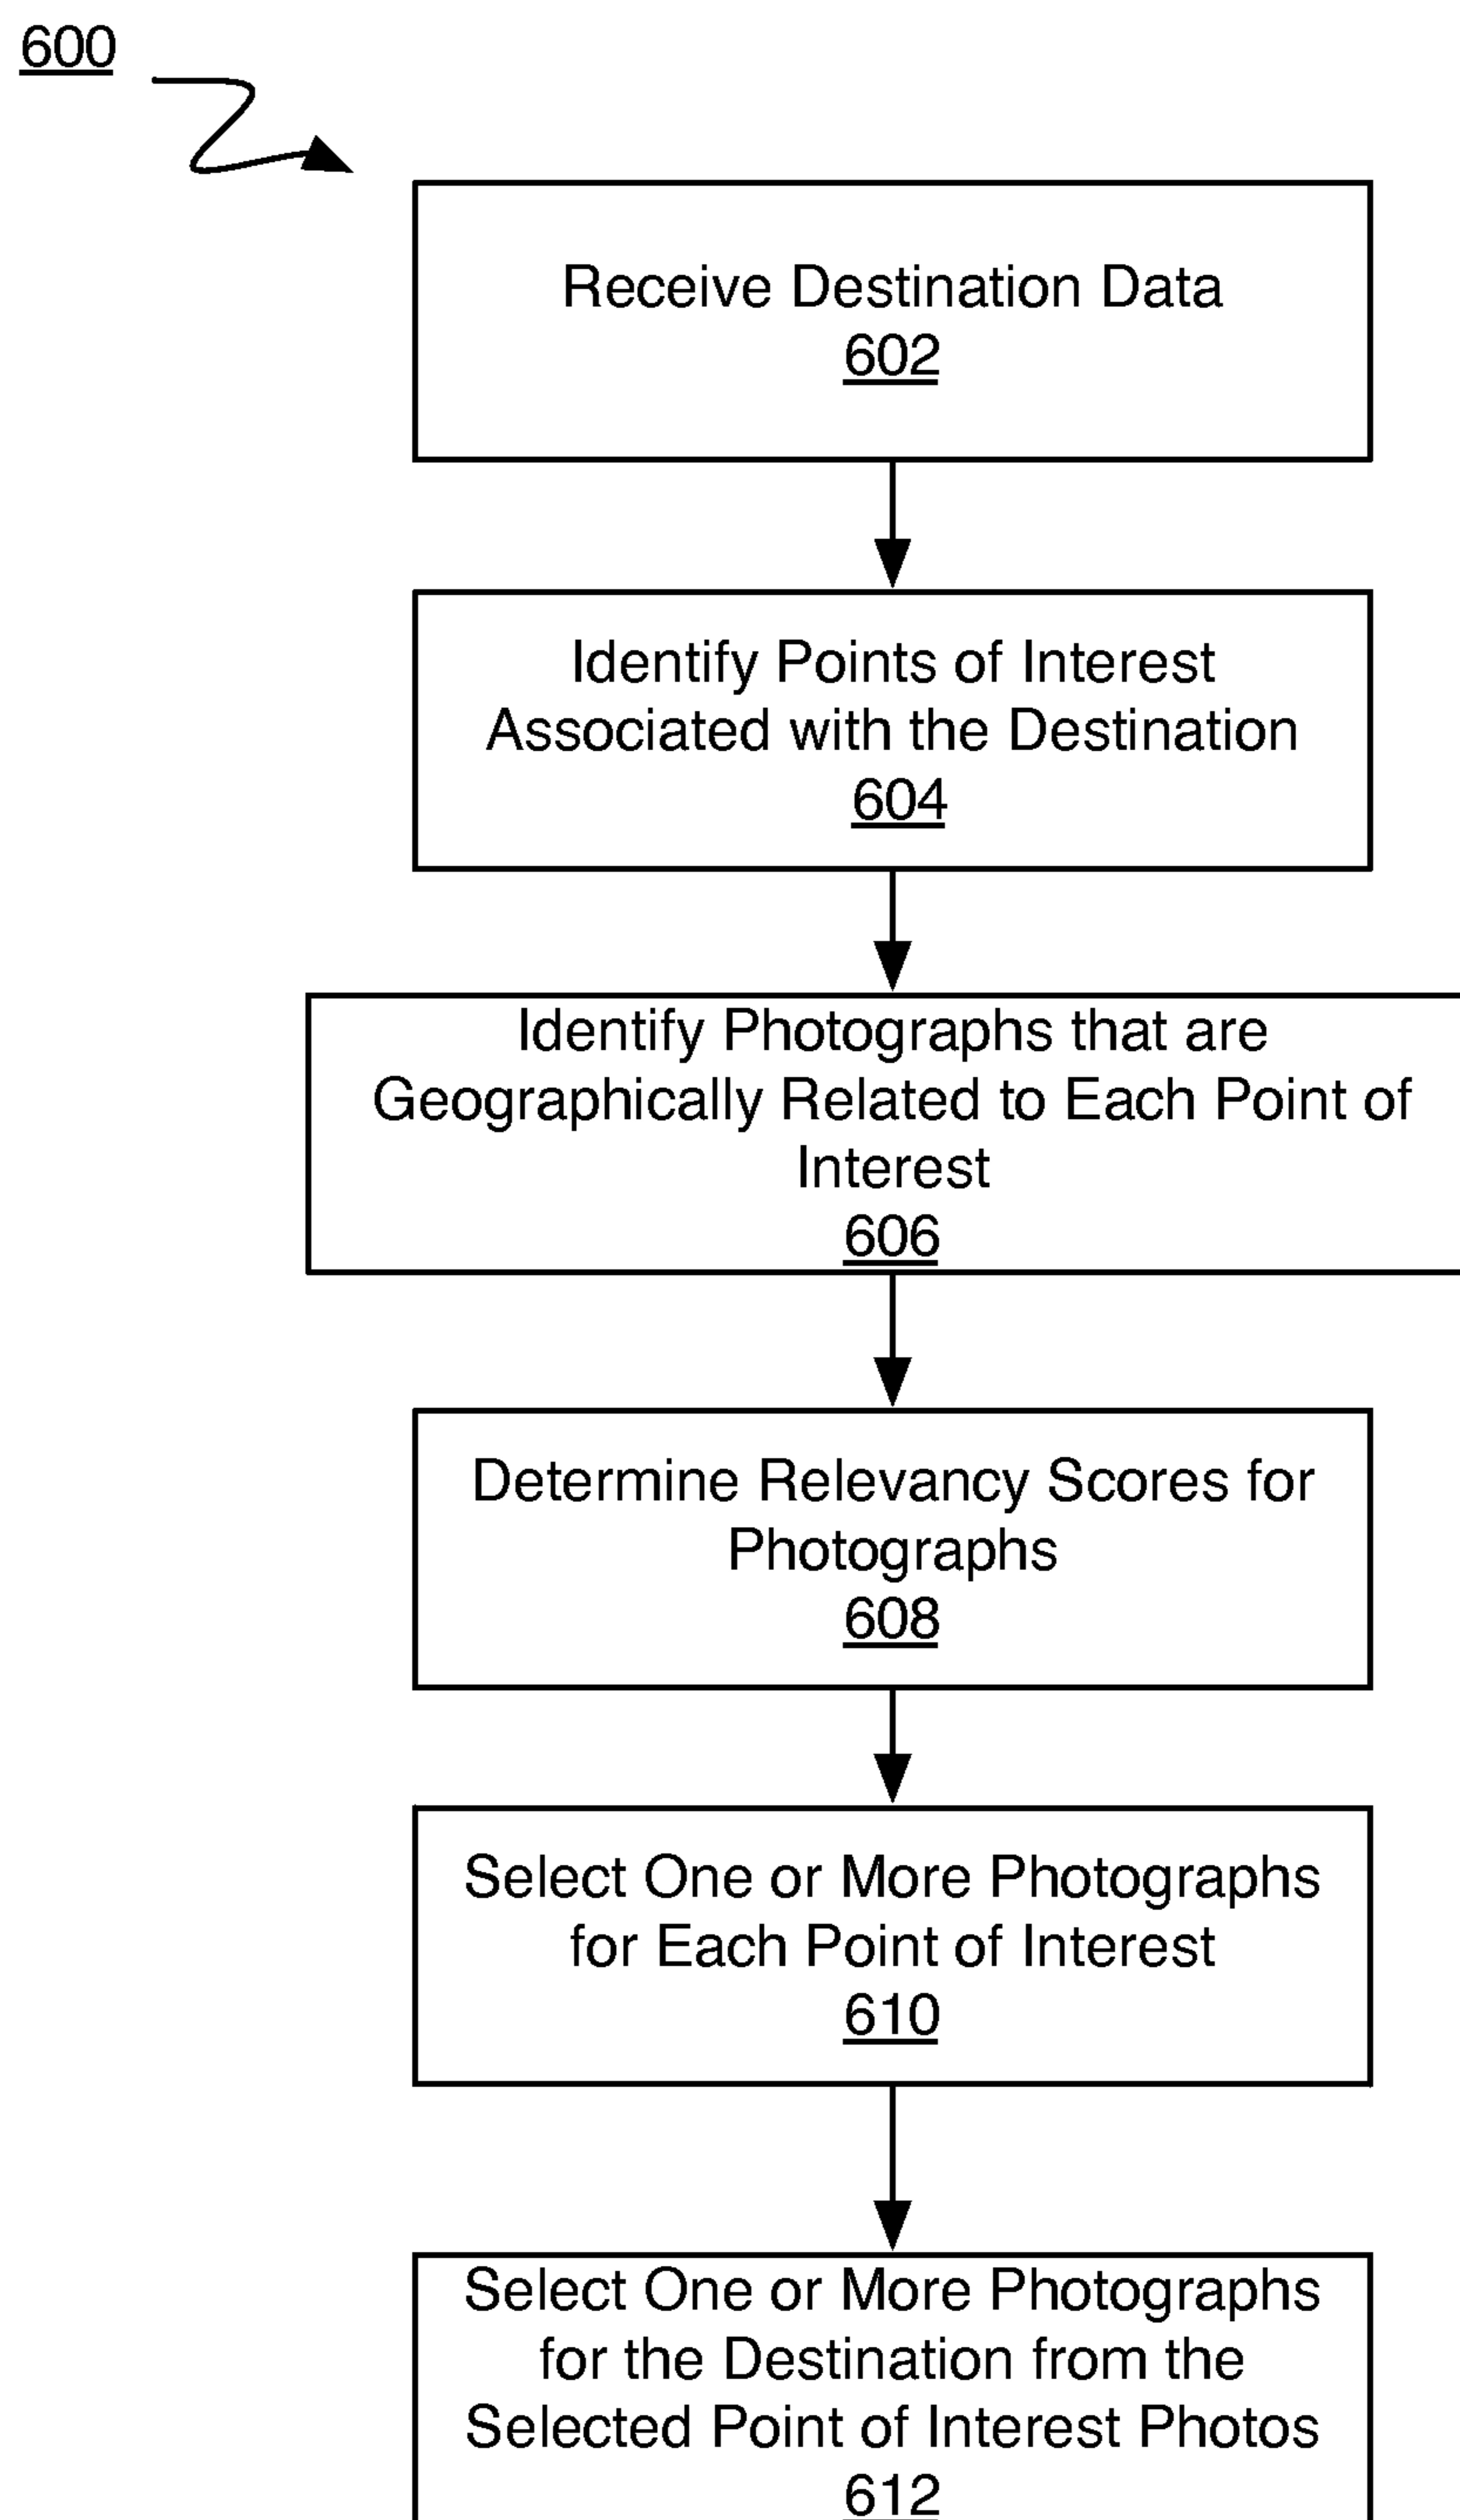 600
Receive Destination Data
602
Identify Points of Interest
Associated with the Destination
604
Identify Photographs that are
Geographically Related to Each Point of
Interest
606
Determine Relevancy Scores for
Photographs
608
Select One or More Photographs
for Each Point of Interest
610
Select One or More Photographs
for the Destination from the
Selected Point of Interest Photos
612